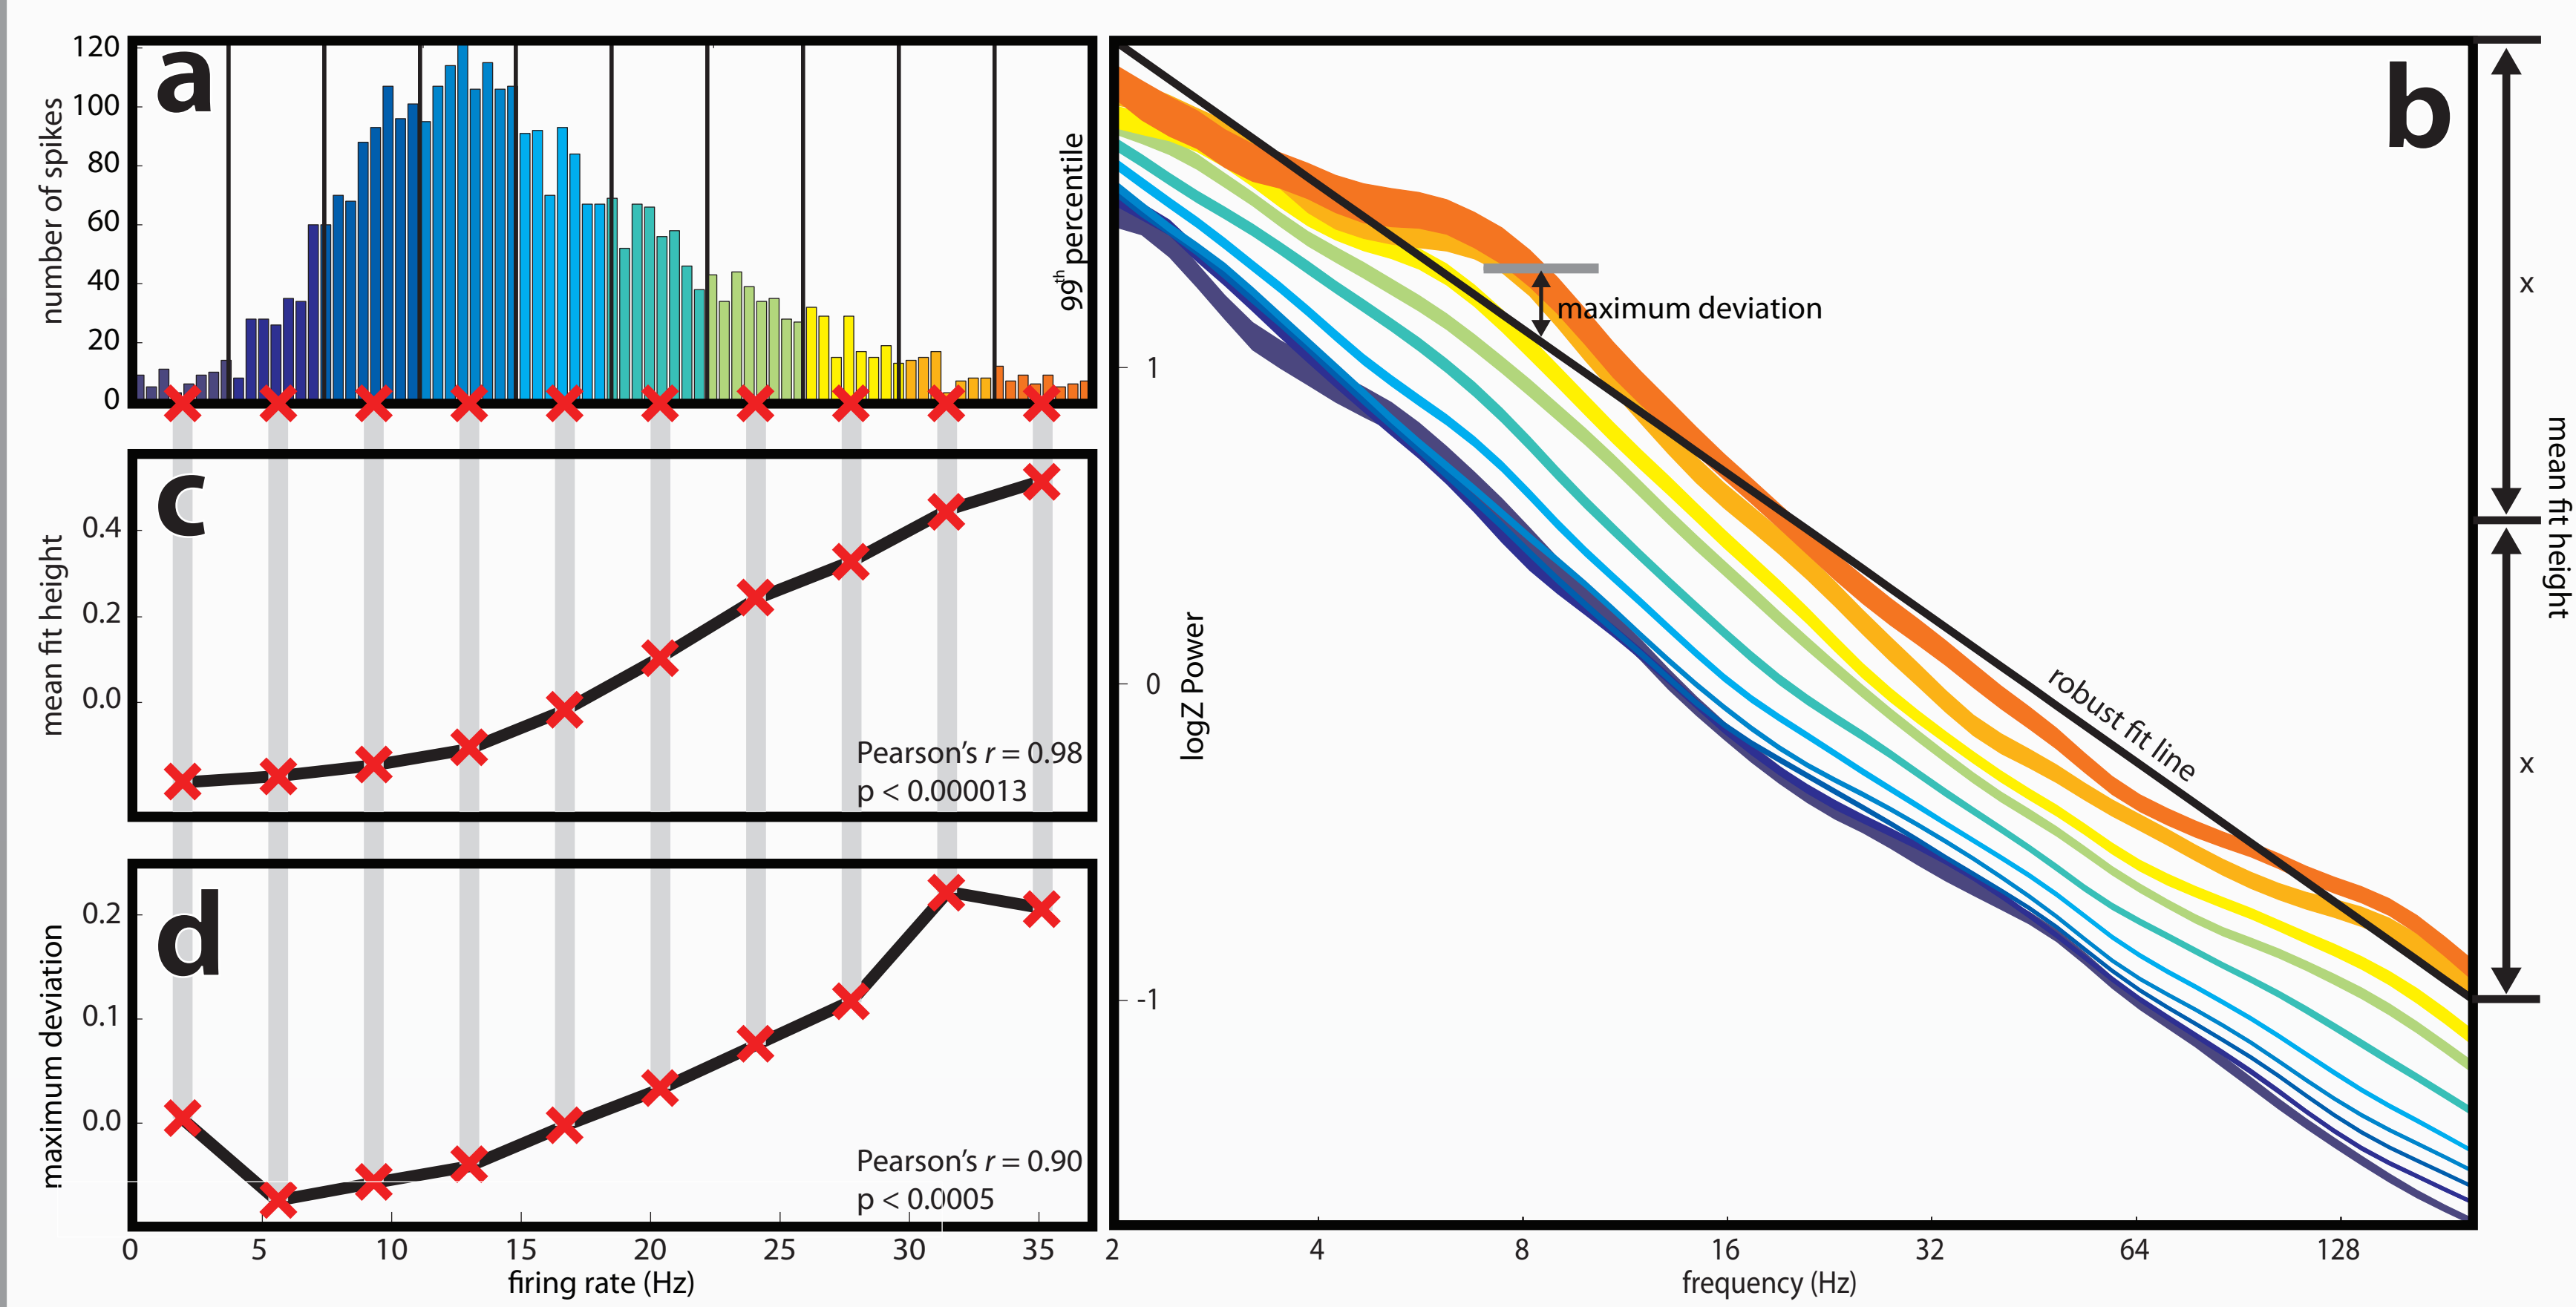 a
120
100
80
60
40
20
0
number of spikes
99th percentile
c
0.4
0.2
0.0
mean fit height
Pearson's r = 0.98
p < 0.000013
d
0.2
0.1
0.0
maximum deviation
Pearson's r = 0.90
p < 0.0005
0 5 10 15 20 25 30 35
firing rate (Hz)
b
maximum deviation
1
0
-1
logZ Power
robust fit line
x
mean fit height
x
2 4 8 16 32 64 128
frequency (Hz)